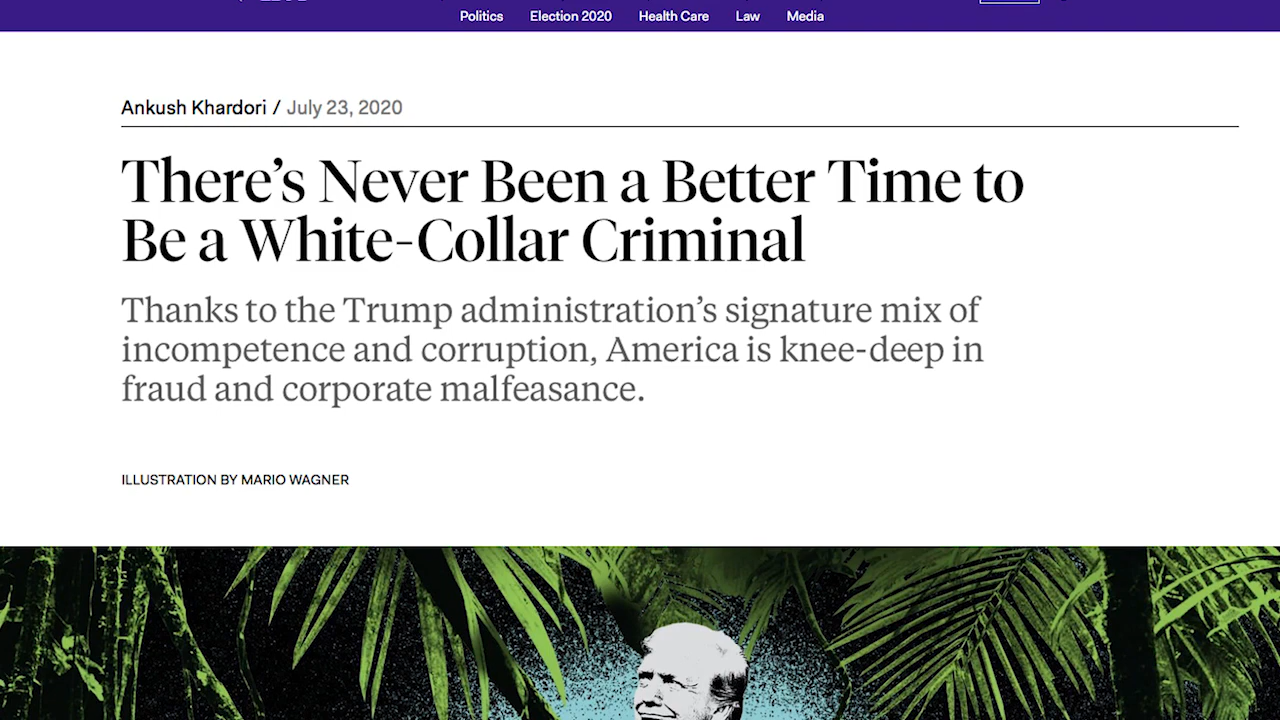 Politics Election 2020 Health Care Law Media
Ankush Khardori / July 23, 2020
There’s Never Been a Better Time to
Be a White-Collar Criminal
Thanks to the Trump administration’s signature mix of
incompetence and corruption, America is knee-deep in
fraud and corporate malfeasance.
ILLUSTRATION BY MARIO WAGNER